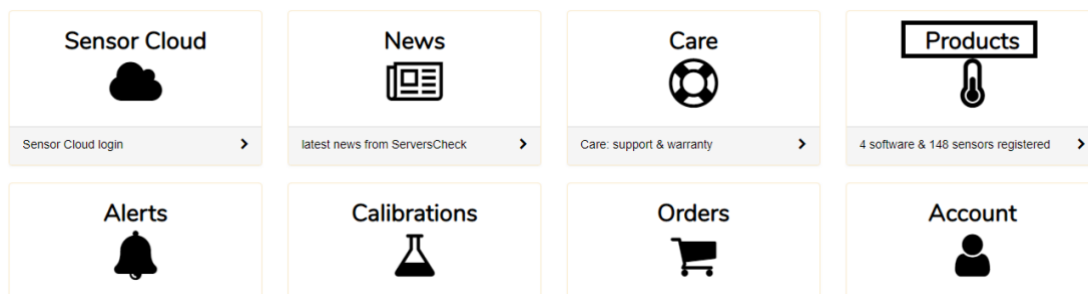 Sensor Cloud
News
Care
Products
Sensor Cloud login
latest news from ServersCheck
Care: support & warranty
4 software & 148 sensors registered
Alerts
Calibrations
Orders
Account